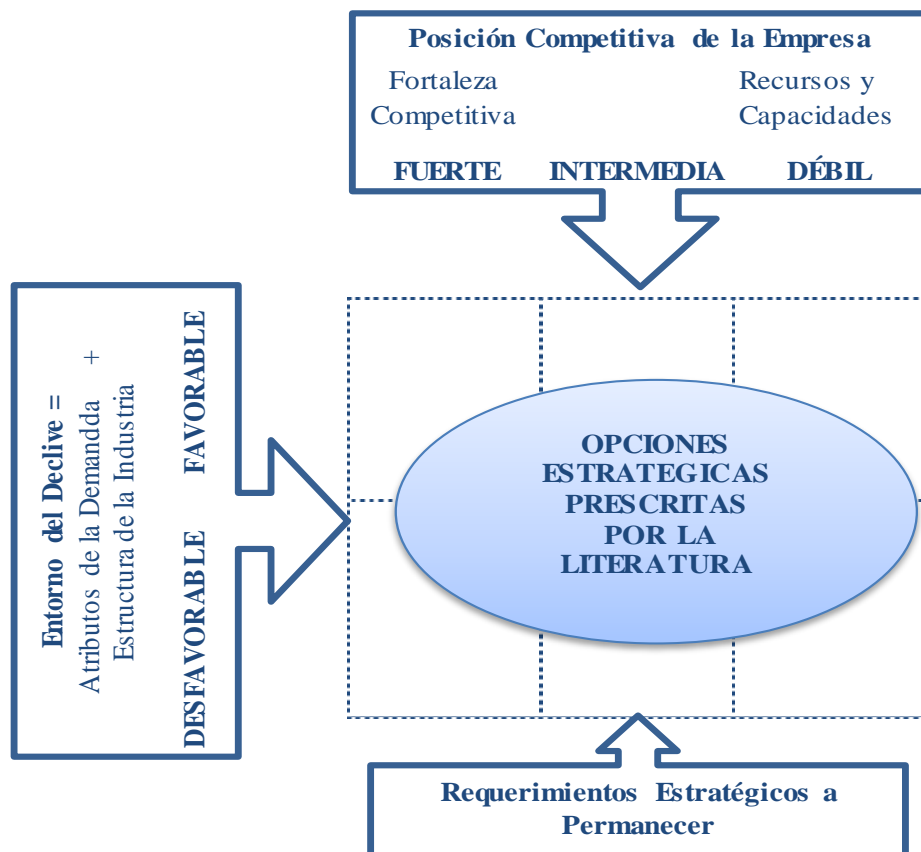 Posición Competitiva de la Empresa
Fortaleza
Competitiva
Recursos y
Capacidades
FUERTE INTERMEDIA DÉBIL
Entorno del Declive =
Atributos de la Demandda +
Estructura de la Industria
DESFAVORABLE FAVORABLE
OPCIONES
ESTRATEGICAS
PRESCRITAS
POR LA
LITERATURA
Requerimientos Estratégicos a
Permanecer